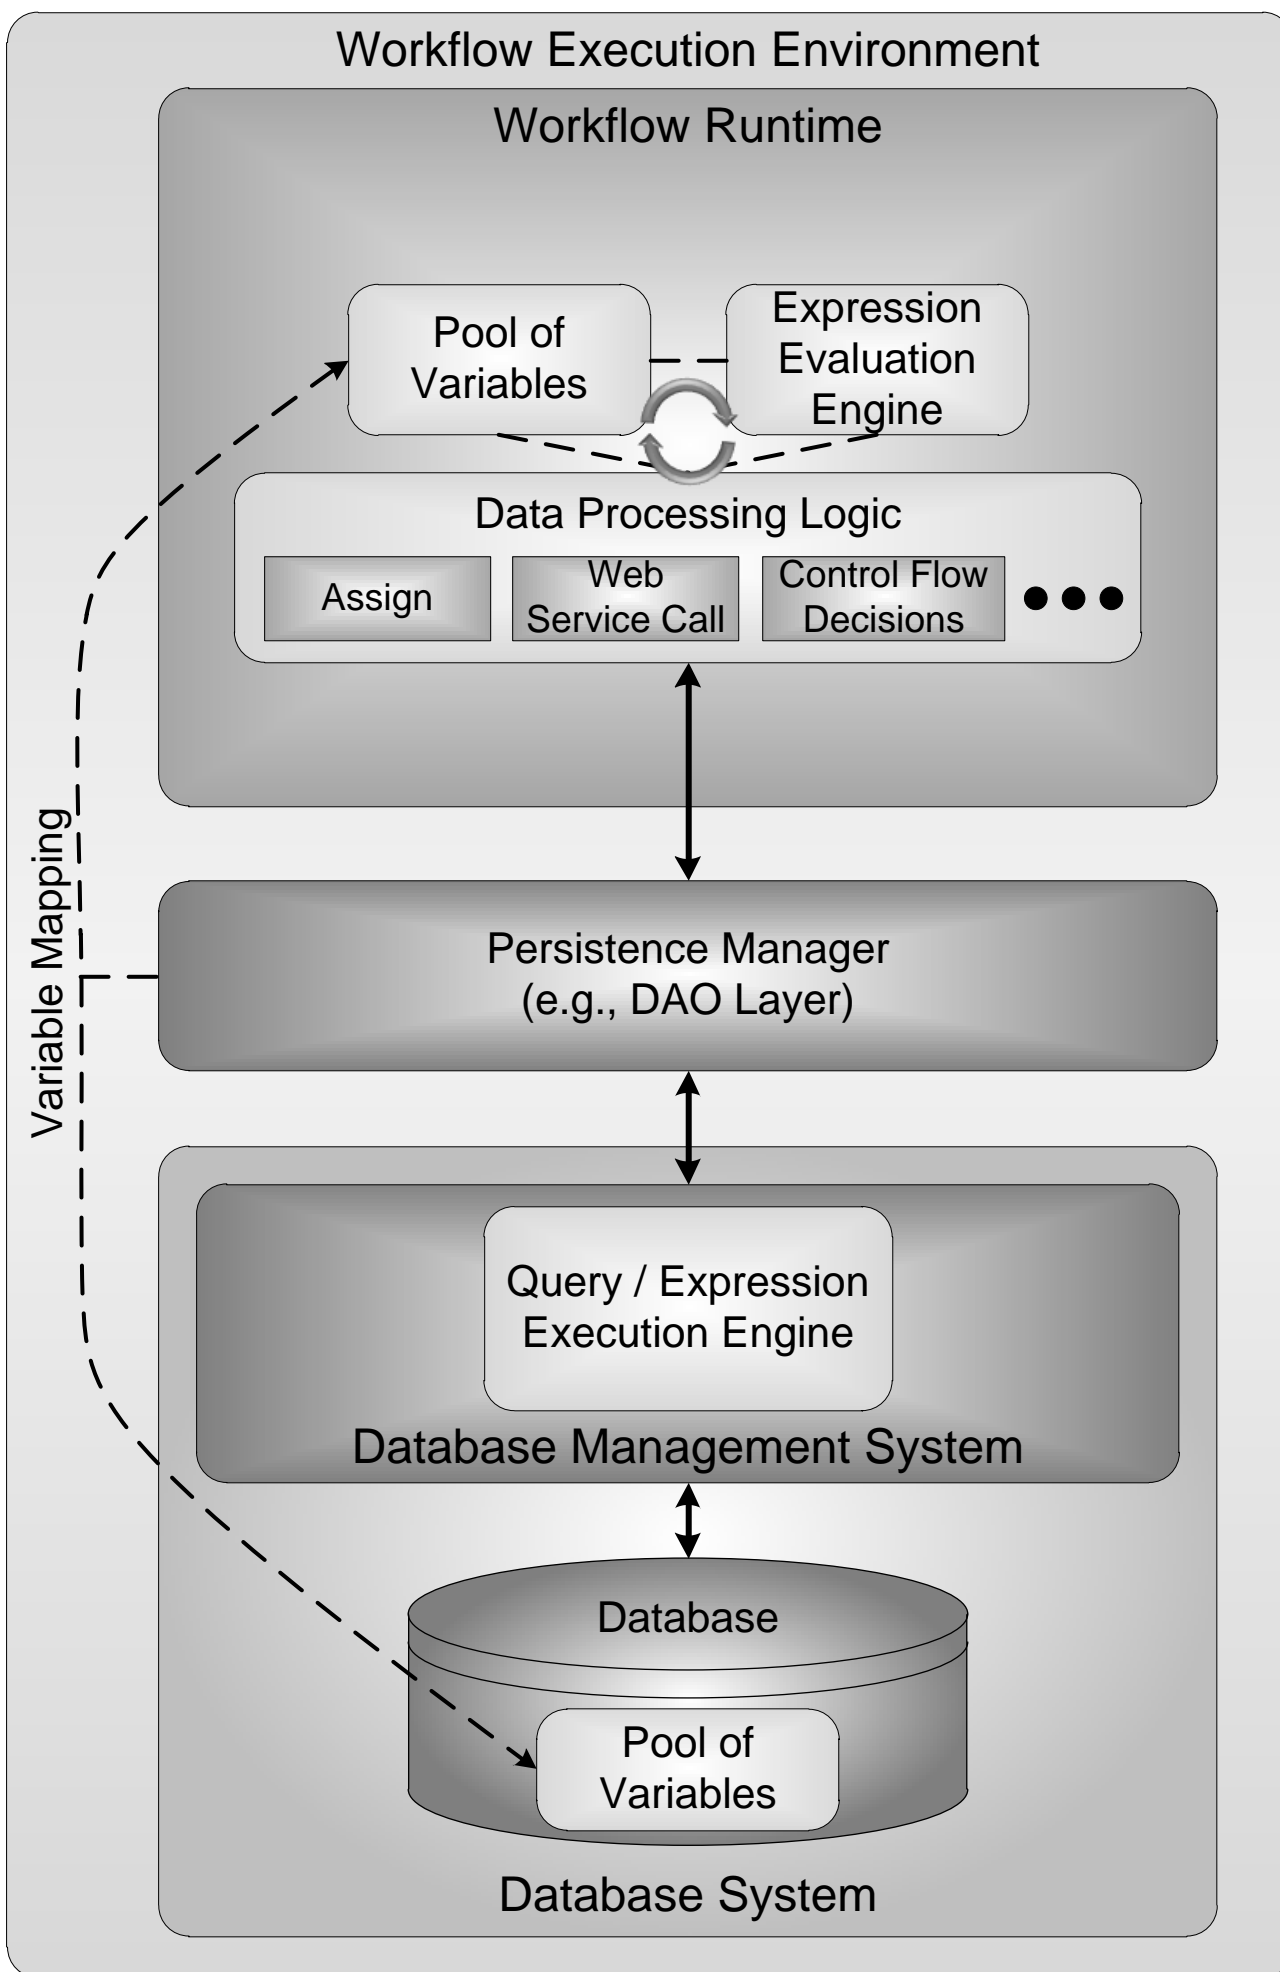 Workflow Execution Environment
Workflow Runtime
Pool of
Variables
Expression
Evaluation
Engine
Data Processing Logic
Assign
Web
Service Call
Control Flow
Decisions
Variable Mapping
Persistence Manager
(e.g., DAO Layer)
Query / Expression
Execution Engine
Database Management System
Database
Pool of
Variables
Database System